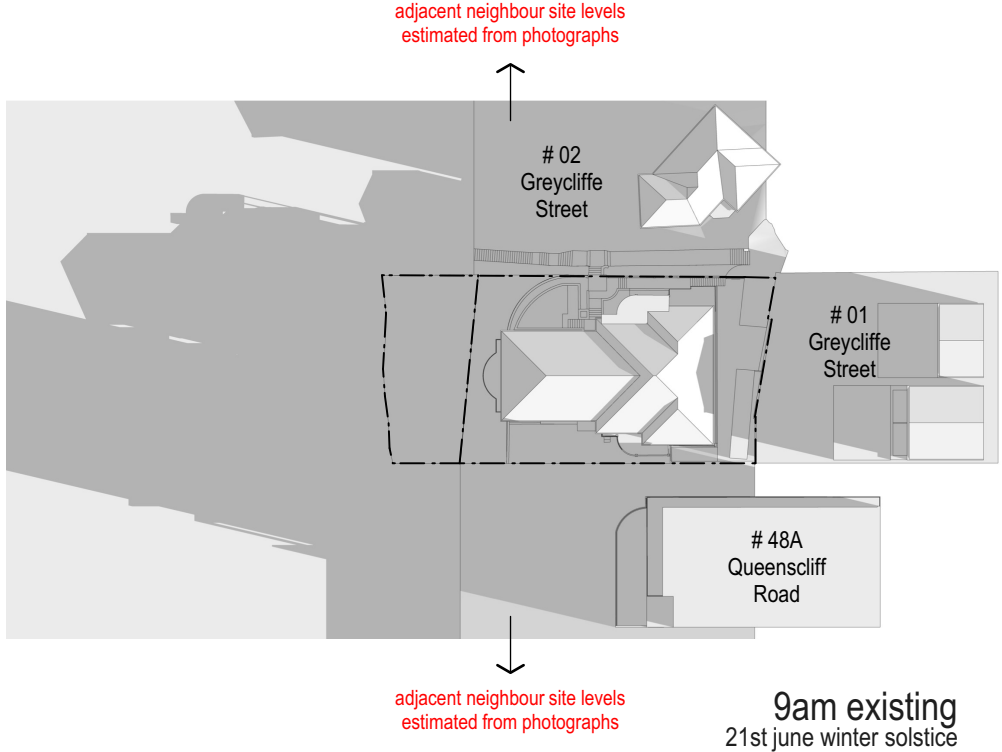 adjacent neighbour site levels
estimated from photographs
# 02
Greycliffe
Street
# 01
Greycliffe
Street
# 48A
Queenscliff
Road
adjacent neighbour site levels
estimated from photographs
9am existing
21st june winter solstice